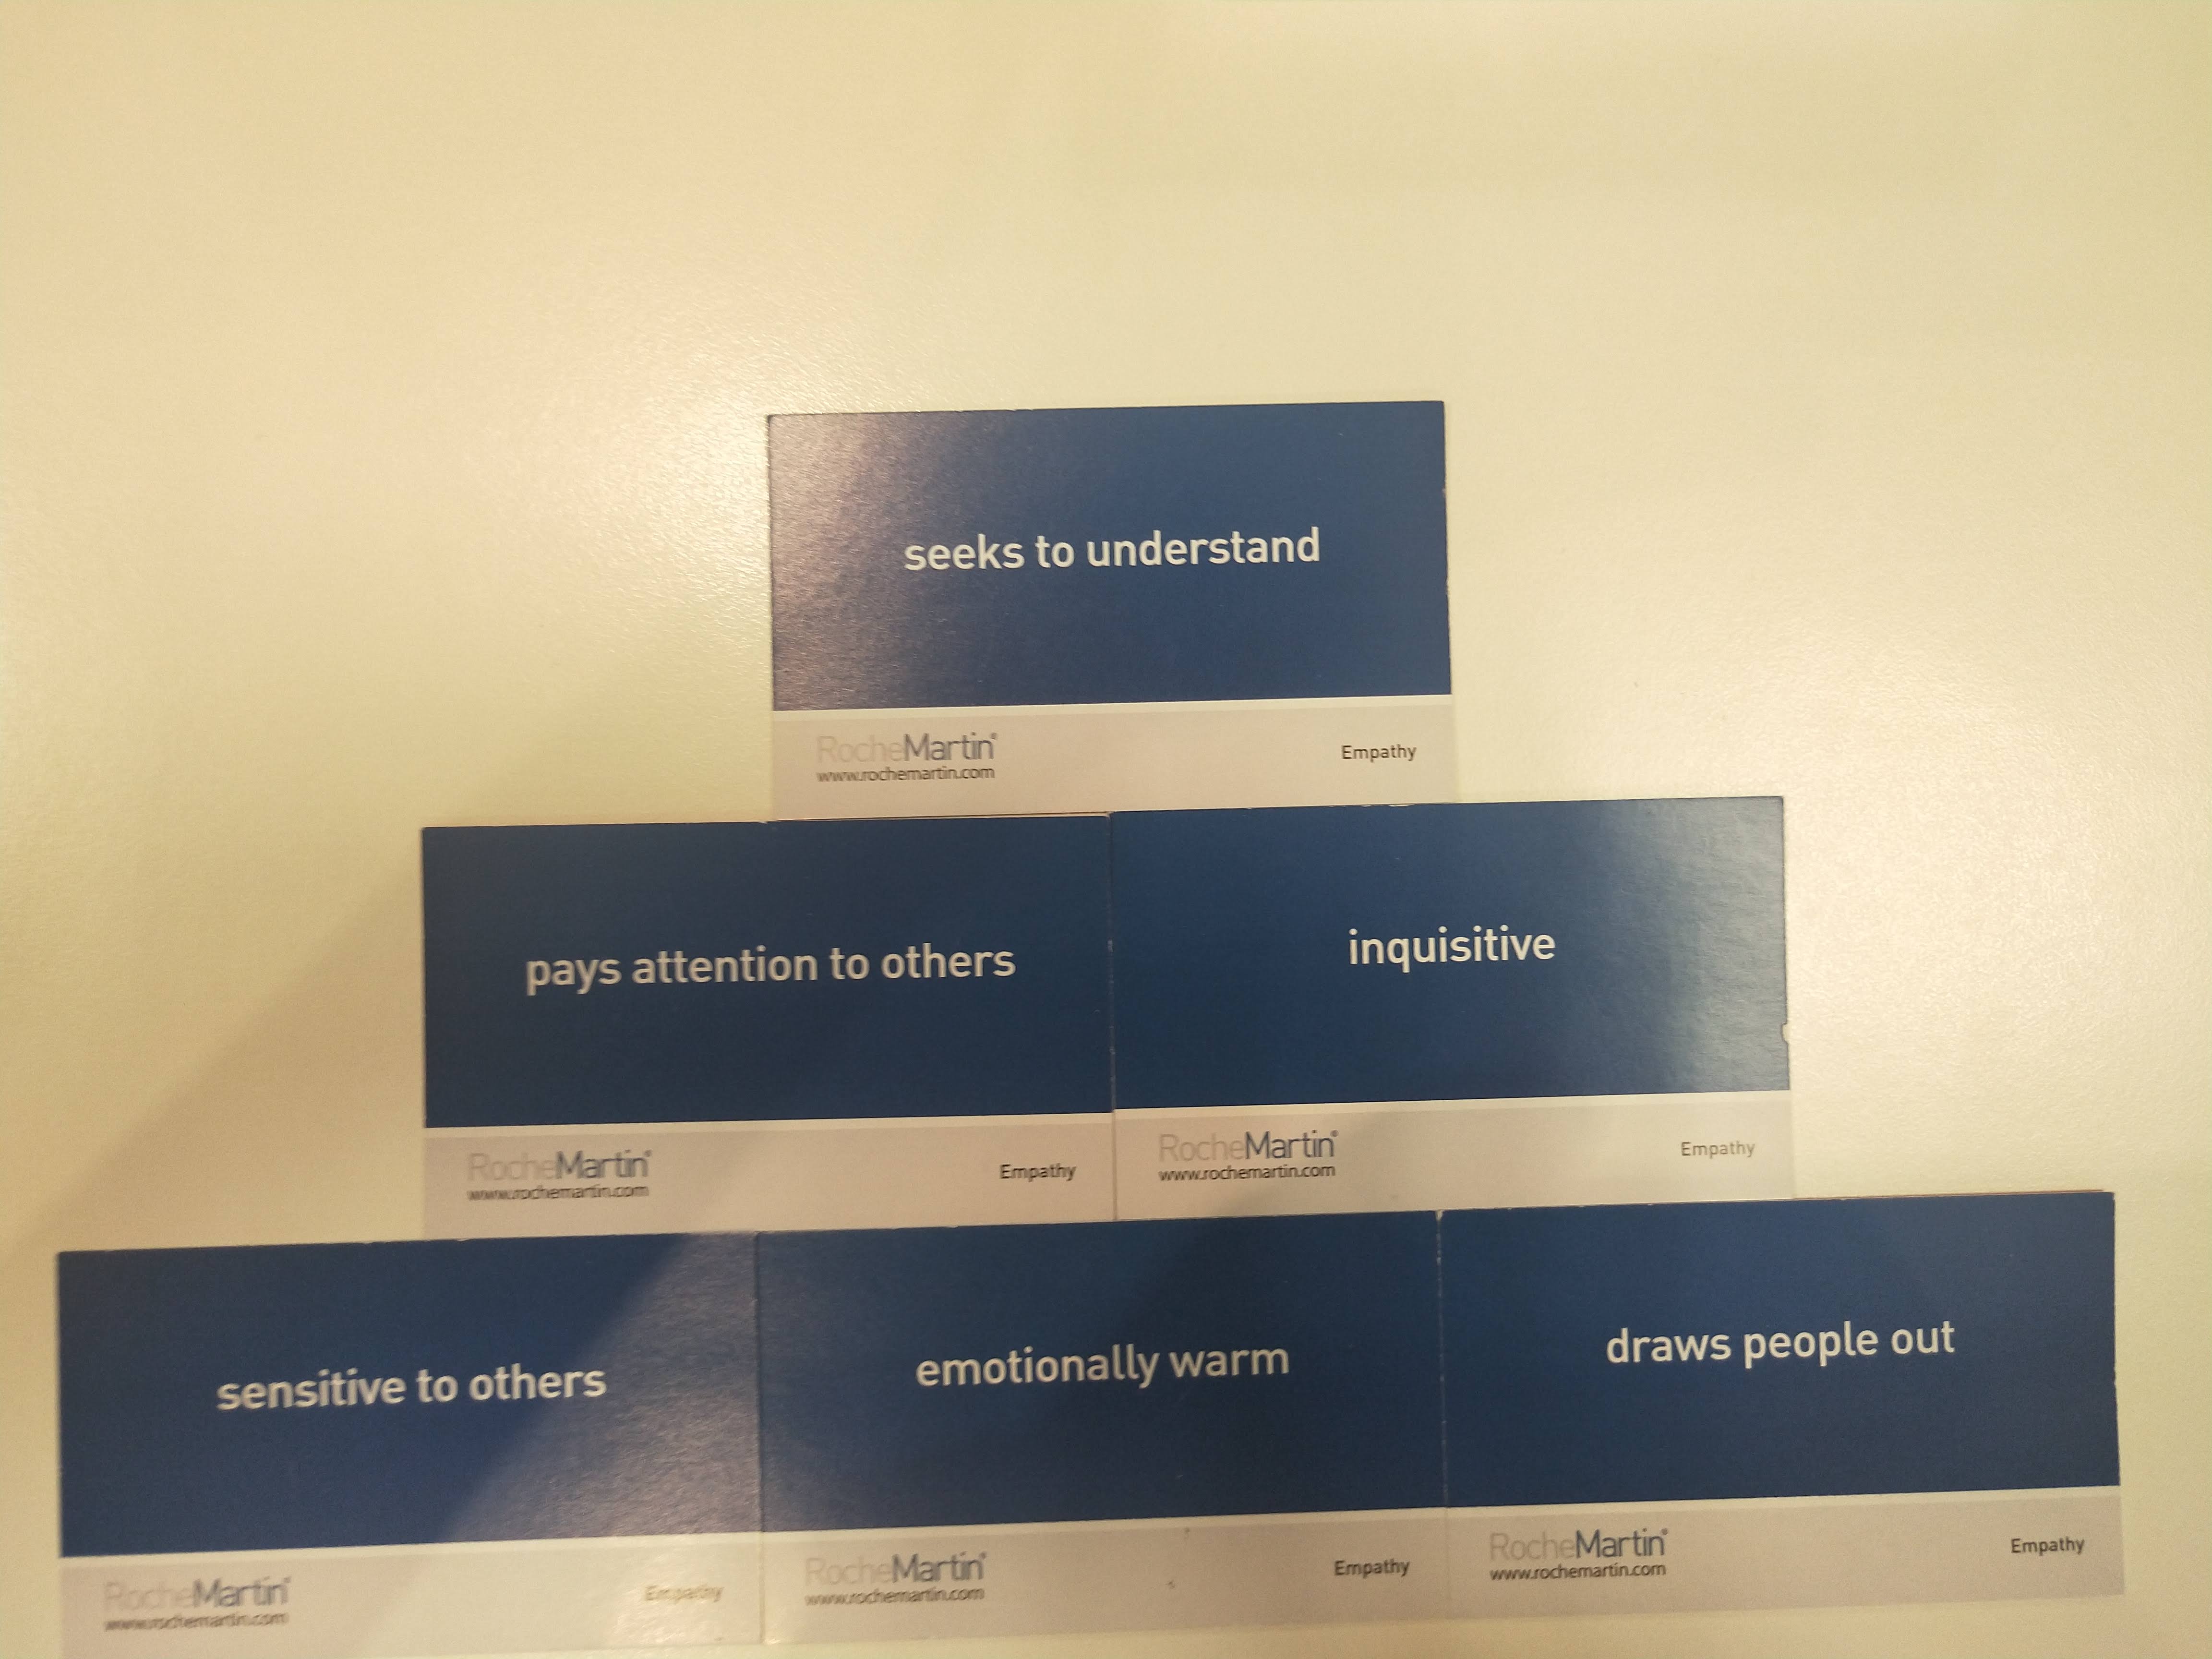 seeks to understand
RocheMartin®
www.rochemartin.com
Empathy
pays attention to others
RocheMartin®
www.rochemartin.com
Empathy
inquisitive
RocheMartin®
www.rochemartin.com
Empathy
sensitive to others
RocheMartin®
www.rochemartin.com
Empathy
emotionally warm
RocheMartin®
www.rochemartin.com
Empathy
draws people out
RocheMartin®
www.rochemartin.com
Empathy